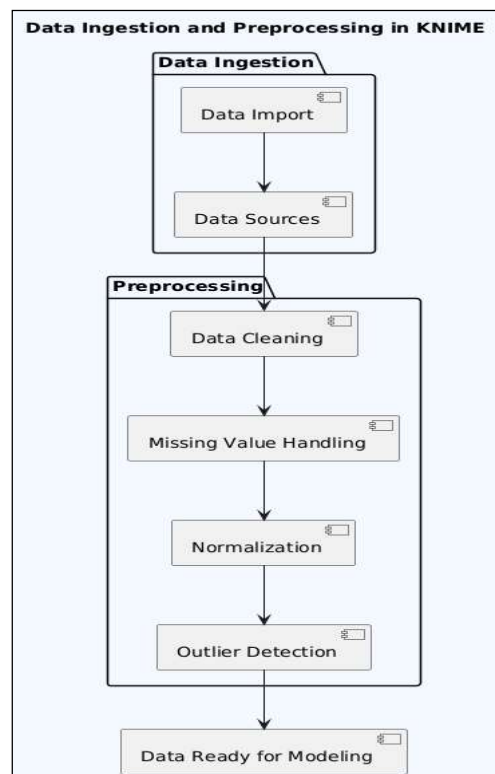 Data Ingestion and Preprocessing in KNIME
Data Ingestion
Data Import
Data Sources
Preprocessing
Data Cleaning
Missing Value Handling
Normalization
Outlier Detection
Data Ready for Modeling